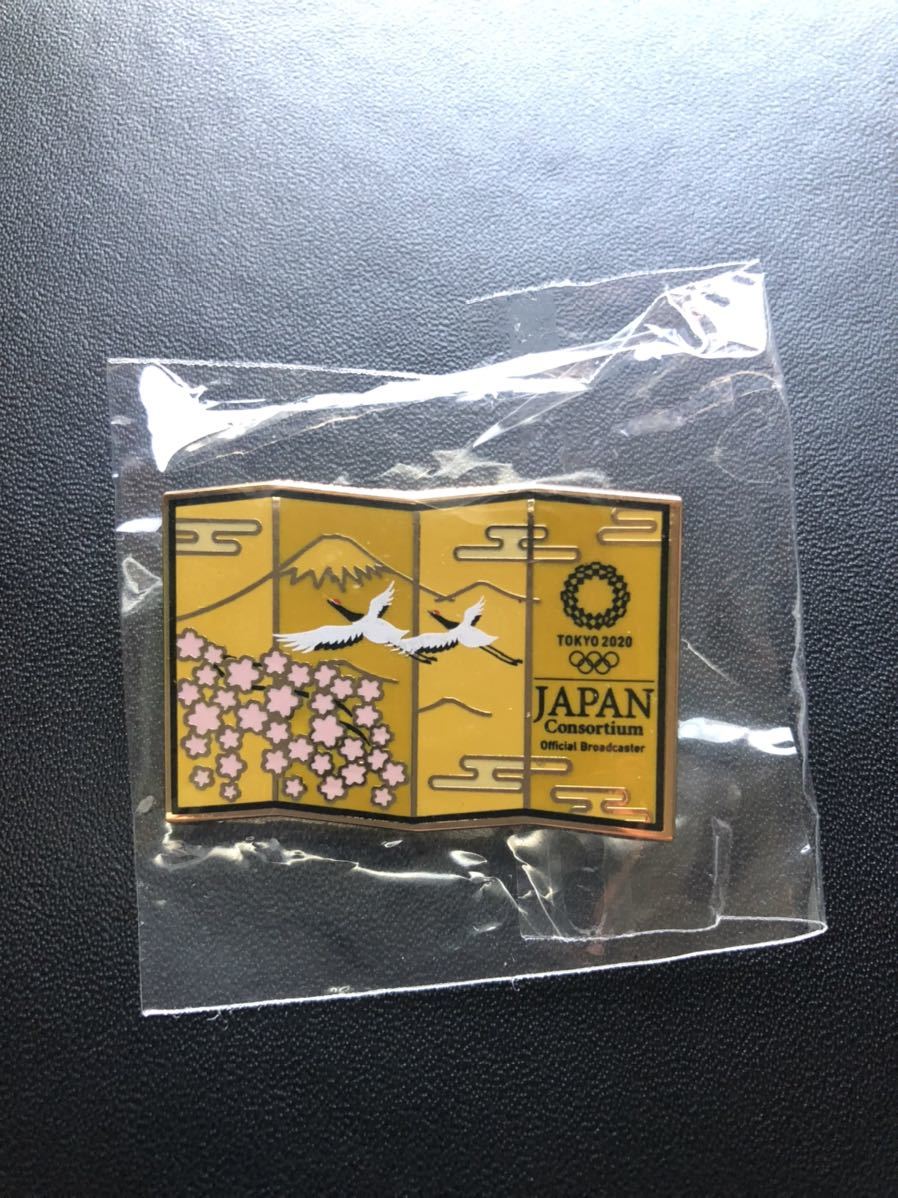 TOKYO 2020
JAPAN
Consortium
Official Broadcaster